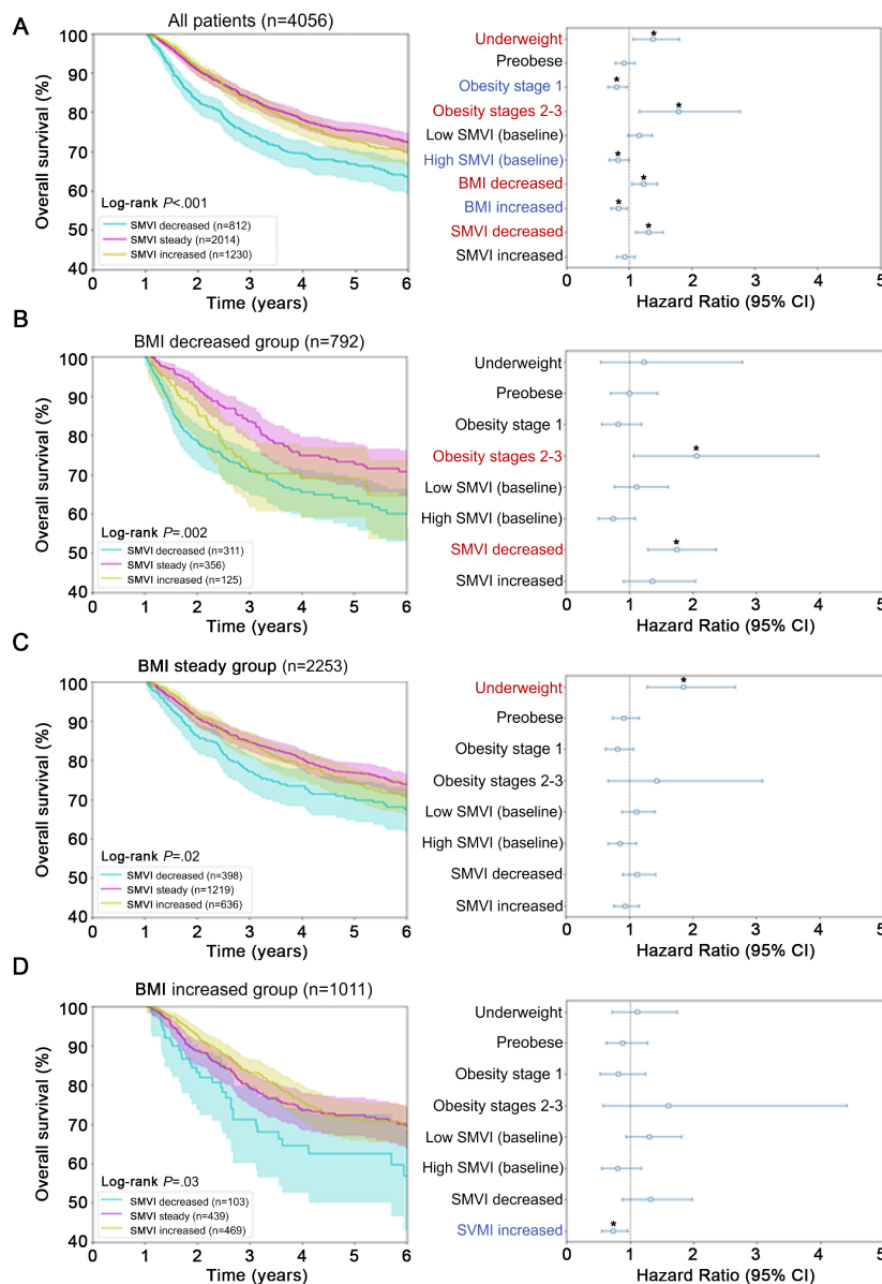 A
All patients (n=4056)
Overall survival (%)
100
90
80
70
60
50
40
Log-rank P<.001
SMVI decreased (n=812)
SMVI steady (n=2014)
SMVI increased (n=1230)
0 1 2 3 4 5 6
Time (years)
Underweight
*
Preobese
Obesity stage 1
*
Obesity stages 2-3
*
Low SMVI (baseline)
High SMVI (baseline)
*
BMI decreased
*
BMI increased
*
SMVI decreased
*
SMVI increased
0 1 2 3 4 5
Hazard Ratio (95% CI)
B
BMI decreased group (n=792)
Overall survival (%)
100
90
80
70
60
50
40
Log-rank P=.002
SMVI decreased (n=311)
SMVI steady (n=356)
SMVI increased (n=125)
0 1 2 3 4 5 6
Time (years)
Underweight
Preobese
Obesity stage 1
Obesity stages 2-3
*
Low SMVI (baseline)
High SMVI (baseline)
SMVI decreased
*
SMVI increased
0 1 2 3 4 5
Hazard Ratio (95% CI)
C
BMI steady group (n=2253)
Overall survival (%)
100
90
80
70
60
50
40
Log-rank P=.02
SMVI decreased (n=398)
SMVI steady (n=1219)
SMVI increased (n=636)
0 1 2 3 4 5 6
Time (years)
Underweight
*
Preobese
Obesity stage 1
Obesity stages 2-3
Low SMVI (baseline)
High SMVI (baseline)
SMVI decreased
SMVI increased
0 1 2 3 4 5
Hazard Ratio (95% CI)
D
BMI increased group (n=1011)
Overall survival (%)
100
90
80
70
60
50
40
Log-rank P=.03
SMVI decreased (n=103)
SMVI steady (n=439)
SMVI increased (n=469)
0 1 2 3 4 5 6
Time (years)
Underweight
Preobese
Obesity stage 1
Obesity stages 2-3
Low SMVI (baseline)
High SMVI (baseline)
SMVI decreased
SVMI increased
*
0 1 2 3 4 5
Hazard Ratio (95% CI)